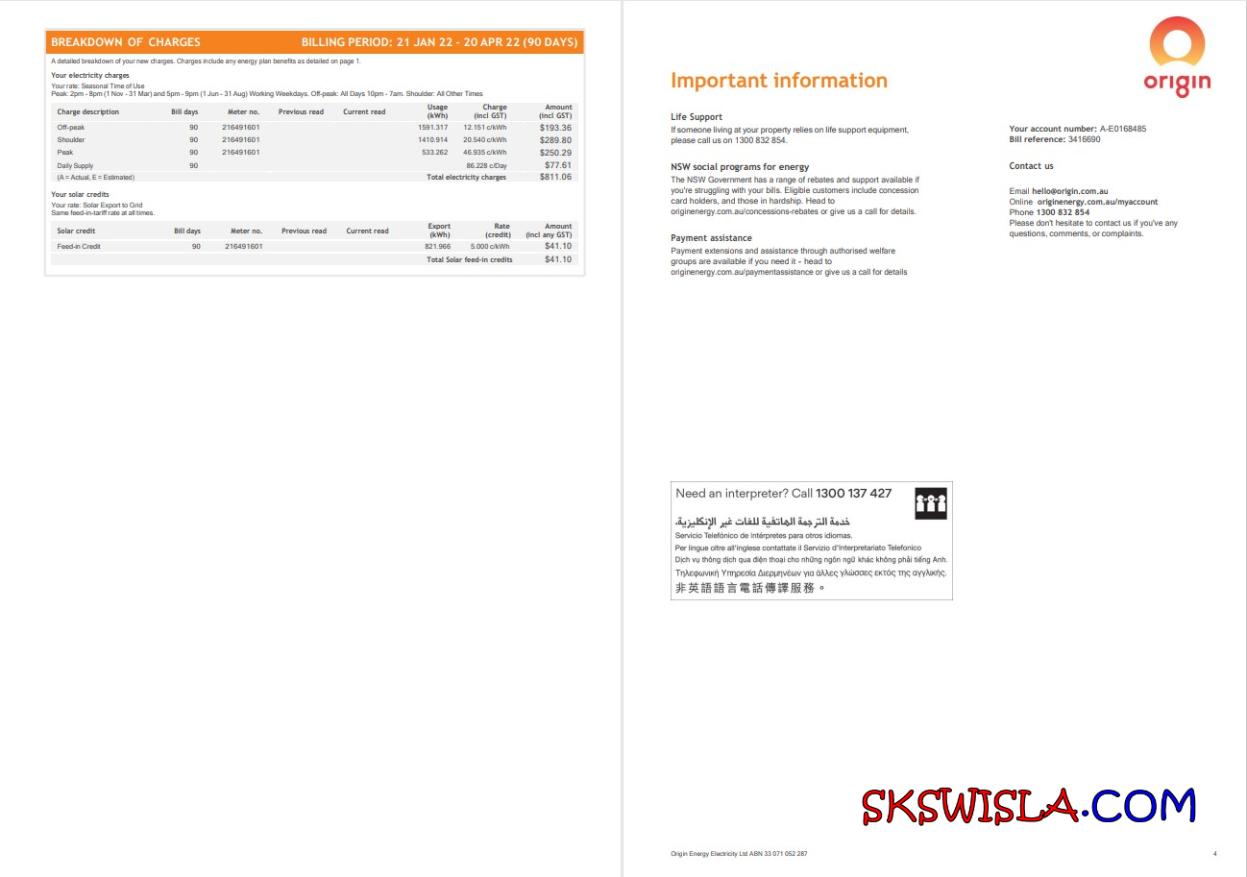 BREAKDOWN OF CHARGES BILLING PERIOD: 21 JAN 22 - 20 APR 22 (90 DAYS)
A detailed breakdown of your new charges. Charges include any energy plan benefits as detailed on page 1.
Your electricity charges
Your rate: Seasonal Time of Use
Peak: 2pm - 8pm (1 Nov - 31 Mar) and 5pm - 9pm (1 Jun - 31 Aug) Working Weekdays. Off-peak: All Days 10pm - 7am. Shoulder: All Other Times
Charge description Bill days Meter no. Previous read Current read Usage (kWh) Charge (incl GST) Amount (incl GST)
Off-peak 90 216491601 1591.317 12.151 c/kWh $193.36
Shoulder 90 216491601 1410.914 20.540 c/kWh $289.80
Peak 90 216491601 533.262 46.935 c/kWh $250.29
Daily Supply 90 86.228 c/Day $77.61
(A = Actual, E = Estimated) Total electricity charges $811.06
Your solar credits
Your rate: Solar Export to Grid
Same feed-in-tariff rate at all times.
Solar credit Bill days Meter no. Previous read Current read Export (kWh) Rate (credit) Amount (incl any GST)
Feed-in Credit 90 216491601 821.966 5.000 c/kWh $41.10
Total Solar feed-in credits $41.10
origin
Important information
Life Support
If someone living at your property relies on life support equipment,
please call us on 1300 832 854.
NSW social programs for energy
The NSW Government has a range of rebates and support available if
you're struggling with your bills. Eligible customers include concession
card holders, and those in hardship. Head to
originenergy.com.au/concessions-rebates or give us a call for details.
Payment assistance
Payment extensions and assistance through authorised welfare
groups are available if you need it - head to
originenergy.com.au/paymentassistance or give us a call for details
Your account number: A-E0168485
Bill reference: 3416690
Contact us
Email hello@origin.com.au
Online originenergy.com.au/myaccount
Phone 1300 832 854
Please don't hesitate to contact us if you've any
questions, comments, or complaints.
Need an interpreter? Call 1300 137 427
خدمة الترجمة الهاتفية للغات غير الإنكليزية.
Servicio Telefónico de Intérpretes para otros idiomas.
Per lingue oltre all'inglese contattate il Servizio d'Interpretariato Telefonico
Dịch vụ thông dịch qua điện thoại cho những ngôn ngữ khác không phải tiếng Anh.
Τηλεφωνική Υπηρεσία Διερμηνέων για άλλες γλώσσες εκτός της αγγλικής.
非英語語言電話傳譯服務。
SKSWISLA.COM
Origin Energy Electricity Ltd ABN 33 071 052 287 4